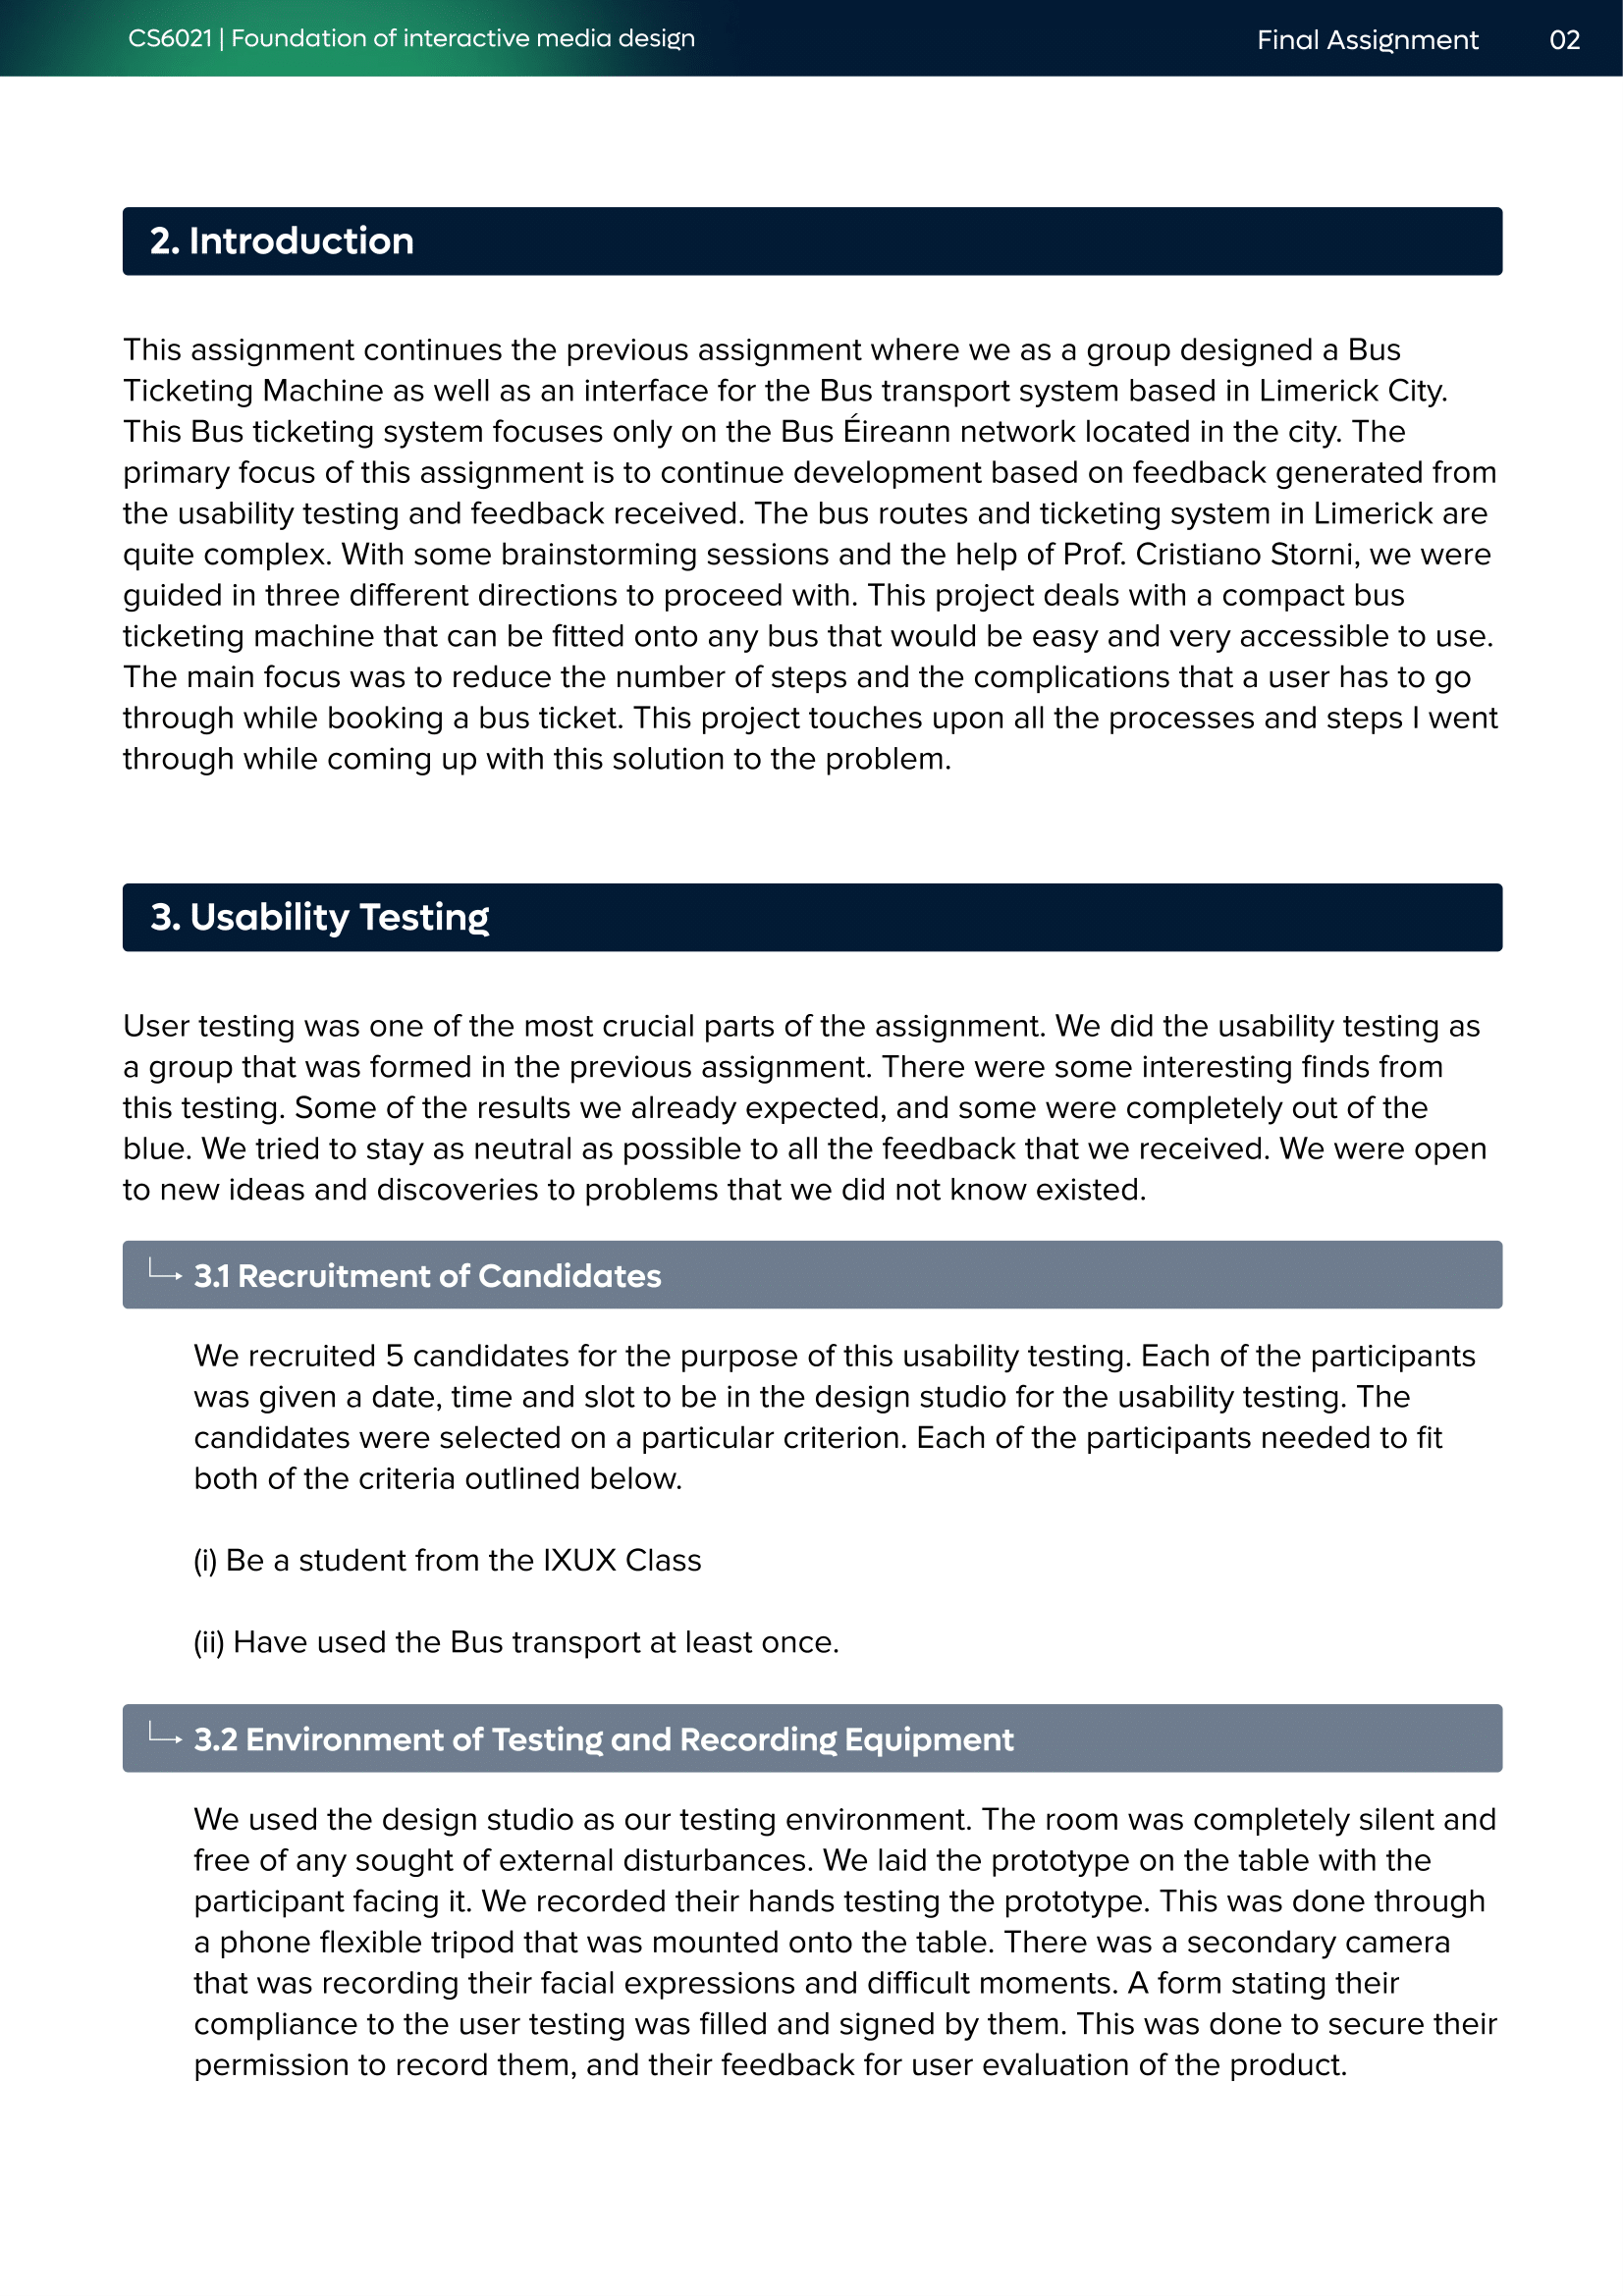 CS6021 | Foundation of interactive media design
Final Assignment
02
2. Introduction
This assignment continues the previous assignment where we as a group designed a Bus
Ticketing Machine as well as an interface for the Bus transport system based in Limerick City.
This Bus ticketing system focuses only on the Bus Éireann network located in the city. The
primary focus of this assignment is to continue development based on feedback generated from
the usability testing and feedback received. The bus routes and ticketing system in Limerick are
quite complex. With some brainstorming sessions and the help of Prof. Cristiano Storni, we were
guided in three different directions to proceed with. This project deals with a compact bus
ticketing machine that can be fitted onto any bus that would be easy and very accessible to use.
The main focus was to reduce the number of steps and the complications that a user has to go
through while booking a bus ticket. This project touches upon all the processes and steps I went
through while coming up with this solution to the problem.
3. Usability Testing
User testing was one of the most crucial parts of the assignment. We did the usability testing as
a group that was formed in the previous assignment. There were some interesting finds from
this testing. Some of the results we already expected, and some were completely out of the
blue. We tried to stay as neutral as possible to all the feedback that we received. We were open
to new ideas and discoveries to problems that we did not know existed.
3.1 Recruitment of Candidates
We recruited 5 candidates for the purpose of this usability testing. Each of the participants
was given a date, time and slot to be in the design studio for the usability testing. The
candidates were selected on a particular criterion. Each of the participants needed to fit
both of the criteria outlined below.
(i) Be a student from the IXUX Class
(ii) Have used the Bus transport at least once.
3.2 Environment of Testing and Recording Equipment
We used the design studio as our testing environment. The room was completely silent and
free of any sought of external disturbances. We laid the prototype on the table with the
participant facing it. We recorded their hands testing the prototype. This was done through
a phone flexible tripod that was mounted onto the table. There was a secondary camera
that was recording their facial expressions and difficult moments. A form stating their
compliance to the user testing was filled and signed by them. This was done to secure their
permission to record them, and their feedback for user evaluation of the product.